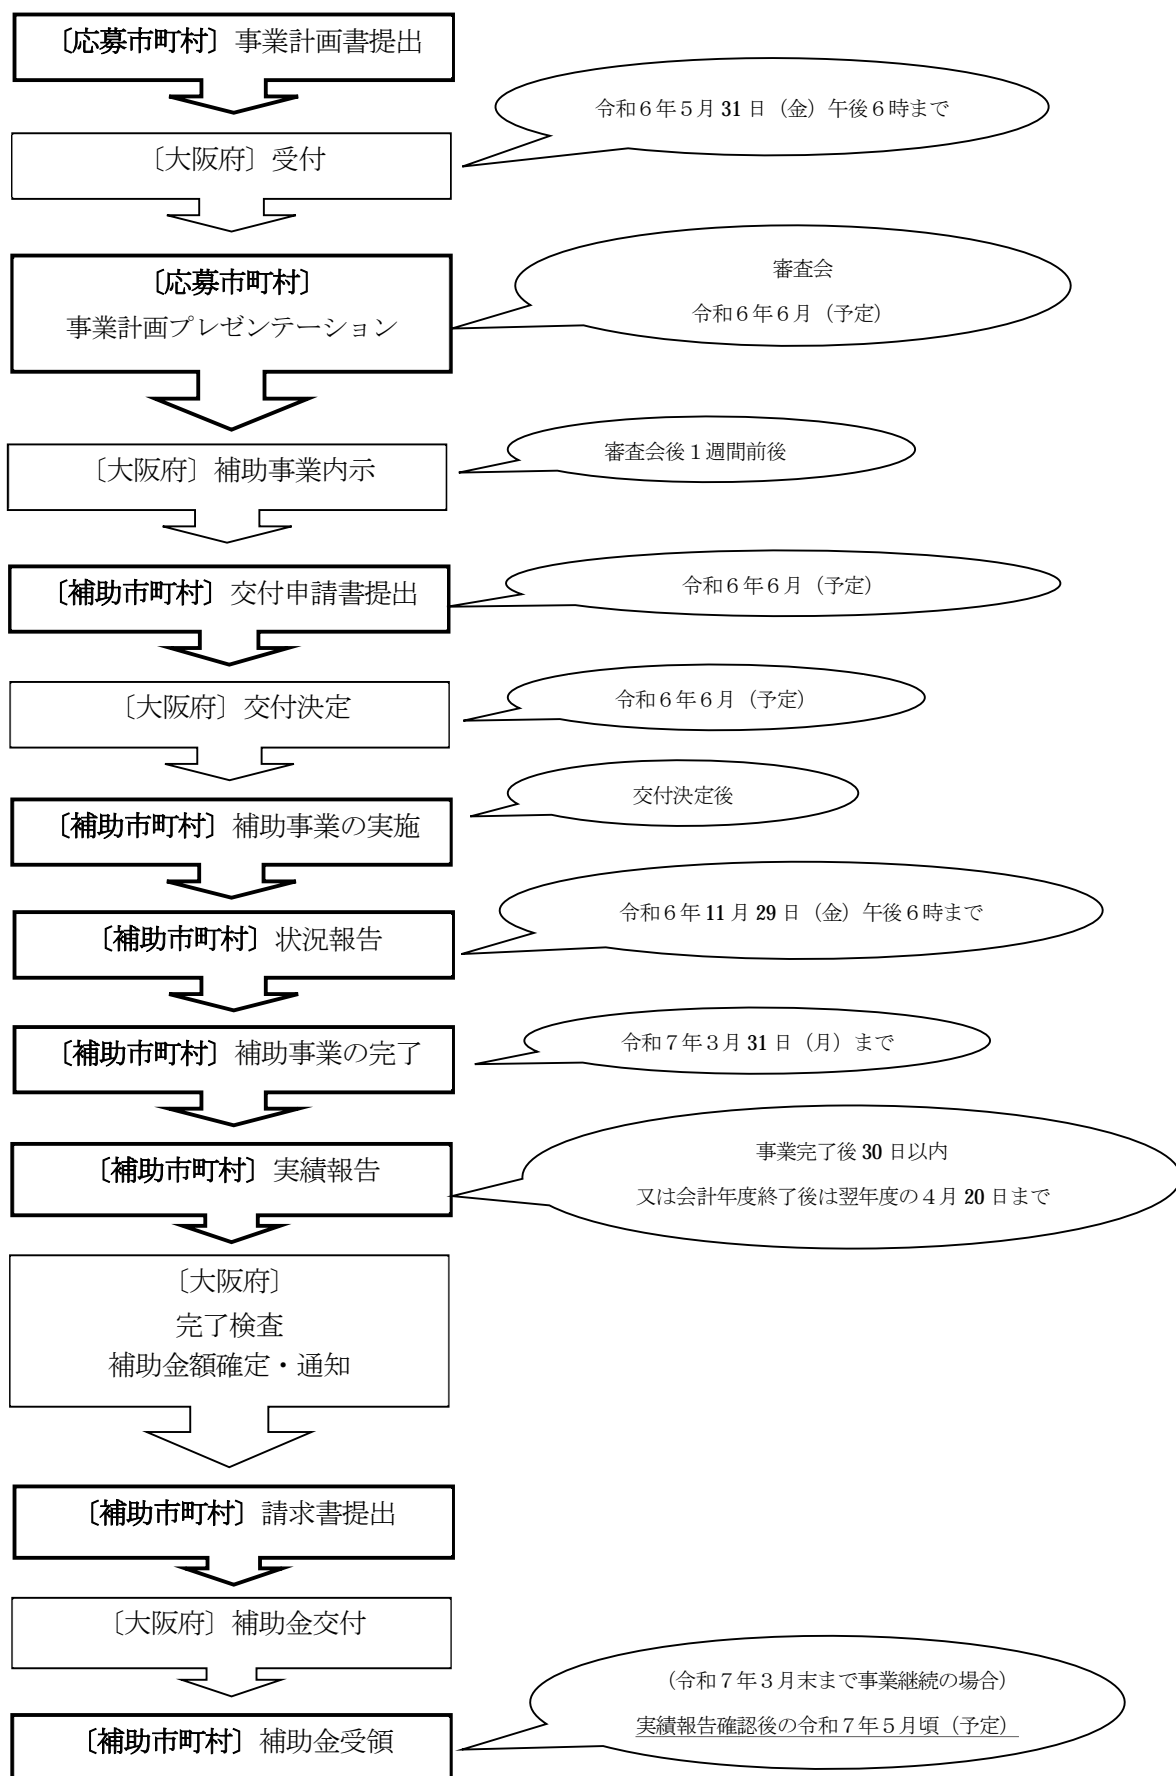 〔応募市町村〕事業計画書提出
令和６年５月 31 日（金）午後６時まで
〔大阪府〕受付
〔応募市町村〕
事業計画プレゼンテーション
審査会
令和６年６月（予定）
〔大阪府〕補助事業内示
審査会後１週間前後
〔補助市町村〕交付申請書提出
令和６年６月（予定）
〔大阪府〕交付決定
令和６年６月（予定）
〔補助市町村〕補助事業の実施
交付決定後
〔補助市町村〕状況報告
令和６年 11 月 29 日（金）午後６時まで
〔補助市町村〕補助事業の完了
令和７年３月 31 日（月）まで
〔補助市町村〕実績報告
事業完了後 30 日以内
又は会計年度終了後は翌年度の４月 20 日まで
〔大阪府〕
完了検査
補助金額確定・通知
〔補助市町村〕請求書提出
〔大阪府〕補助金交付
〔補助市町村〕補助金受領
（令和７年３月末まで事業継続の場合）
実績報告確認後の令和７年５月頃（予定）